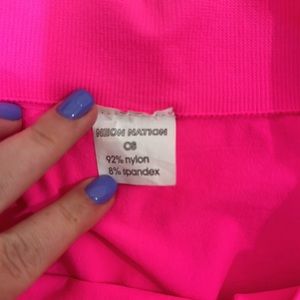 NEON NATION
OS
92% nylon
8% spandex